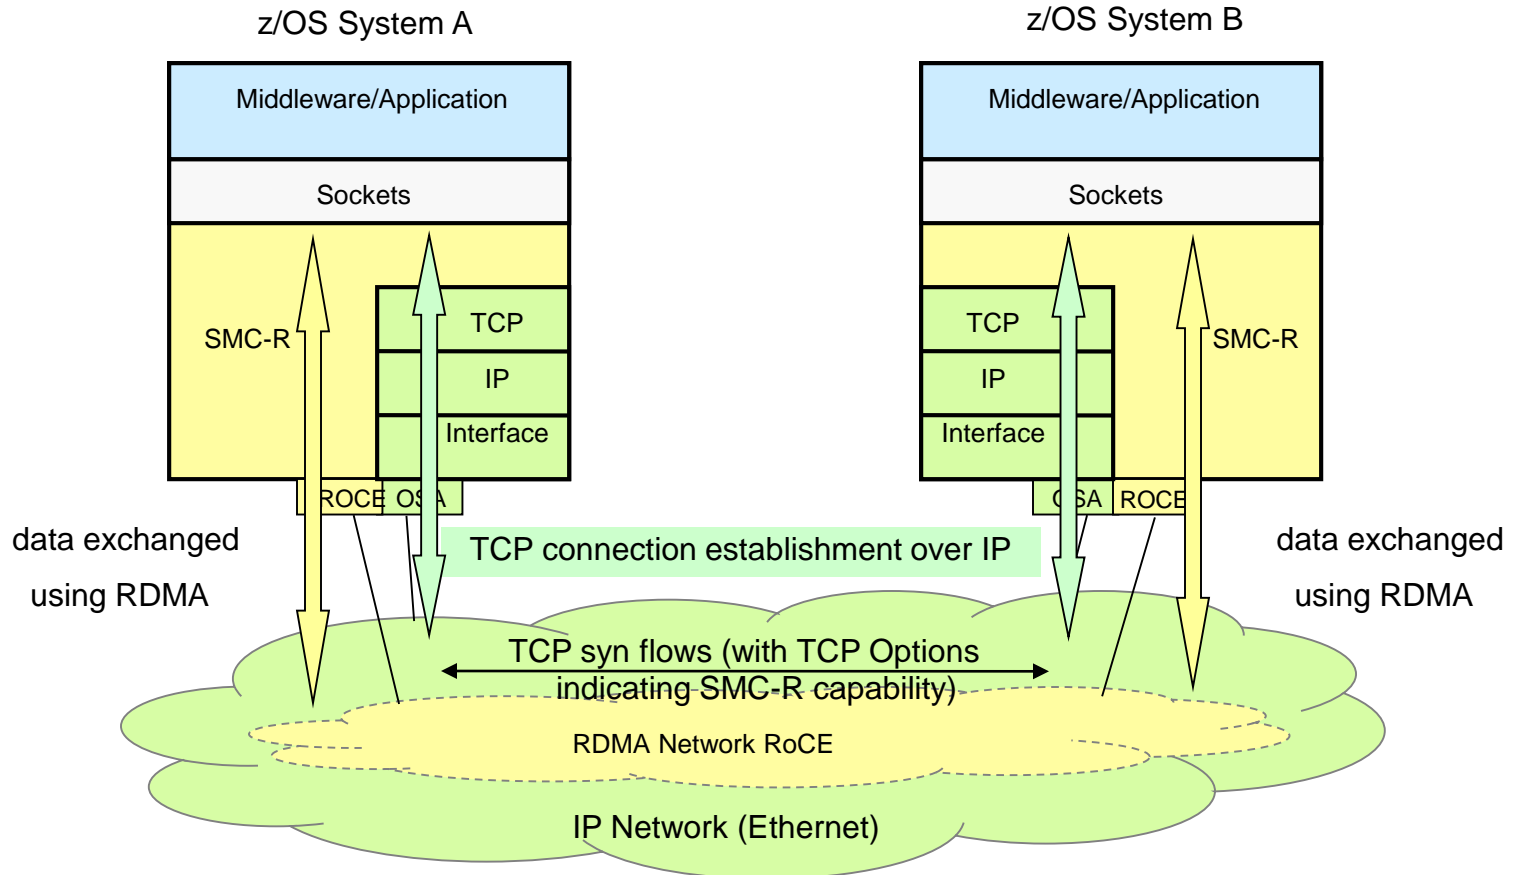 z/OS System A
z/OS System B
Middleware/Application
Middleware/Application
Sockets
Sockets
SMC-R
TCP
IP
Interface
TCP
IP
Interface
SMC-R
ROCE
OSA
OSA
ROCE
data exchanged
using RDMA
TCP connection establishment over IP
data exchanged
using RDMA
TCP syn flows (with TCP Options
indicating SMC-R capability)
RDMA Network RoCE
IP Network (Ethernet)